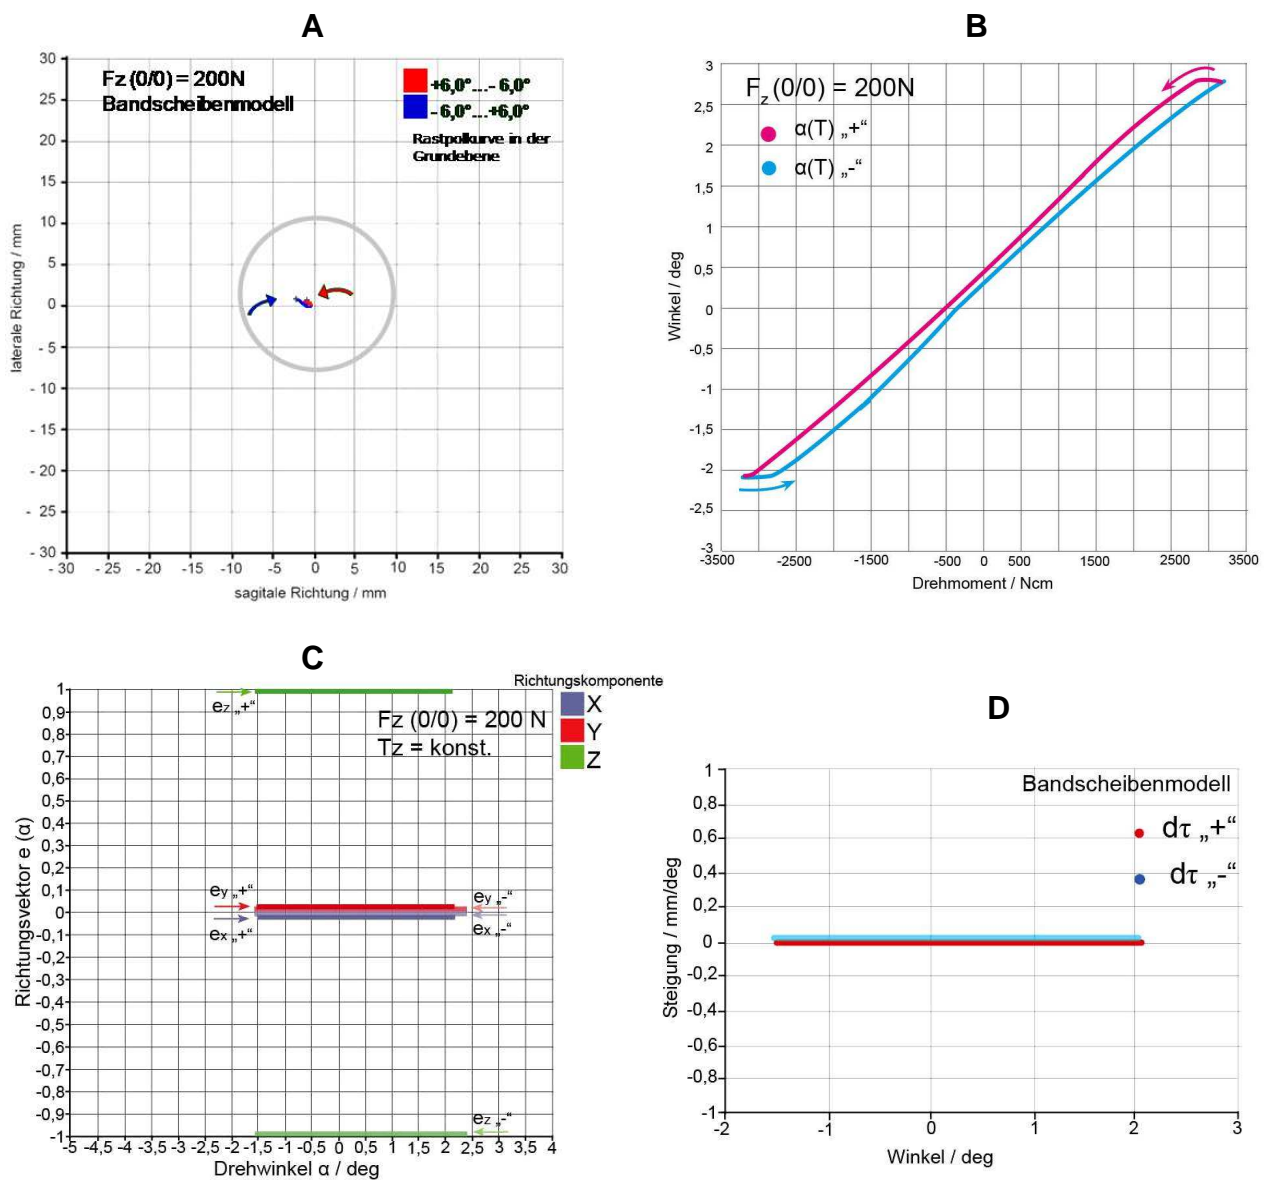 A
Fz (0/0) = 200N
Bandscheibenmodell
+6,0°...- 6,0°
- 6,0°...+6,0°
Rastpolkurve in der
Grundebene
laterale Richtung / mm
30
25
20
15
10
5
0
- 5
- 10
- 15
- 20
- 25
- 30
- 30 - 25 -20 -15 -10 -5 0 5 10 15 20 25 30
sagitale Richtung / mm
B
Fz (0/0) = 200N
α(T) „+“
α(T) „-“
Winkel / deg
3
2,5
2
1,5
1
0,5
0
-0,5
-1
-1,5
-2
-2,5
-3
-3500 -2500 -1500 -500 0 500 1500 2500 3500
Drehmoment / Ncm
C
Richtungskomponente
X
Y
Z
Fz (0/0) = 200 N
Tz = konst.
ez „+“
ey „+“
ex „+“
ey „-“
ex „-“
ez „-“
Richtungsvektor e (α)
1
0,9
0,8
0,7
0,6
0,5
0,4
0,3
0,2
0,1
0
-0,1
-0,2
-0,3
-0,4
-0,5
-0,6
-0,7
-0,8
-0,9
-1
-5 -4,5 -4 -3,5 -3 -2,5 -2 -1,5 -1 -0,5 0 0,5 1 1,5 2 2,5 3 3,5 4
Drehwinkel α / deg
D
Bandscheibenmodell
dτ „+“
dτ „-“
Steigung / mm/deg
1
0,8
0,6
0,4
0,2
0
-0,2
-0,4
-0,6
-0,8
-1
-2 -1 0 1 2 3
Winkel / deg